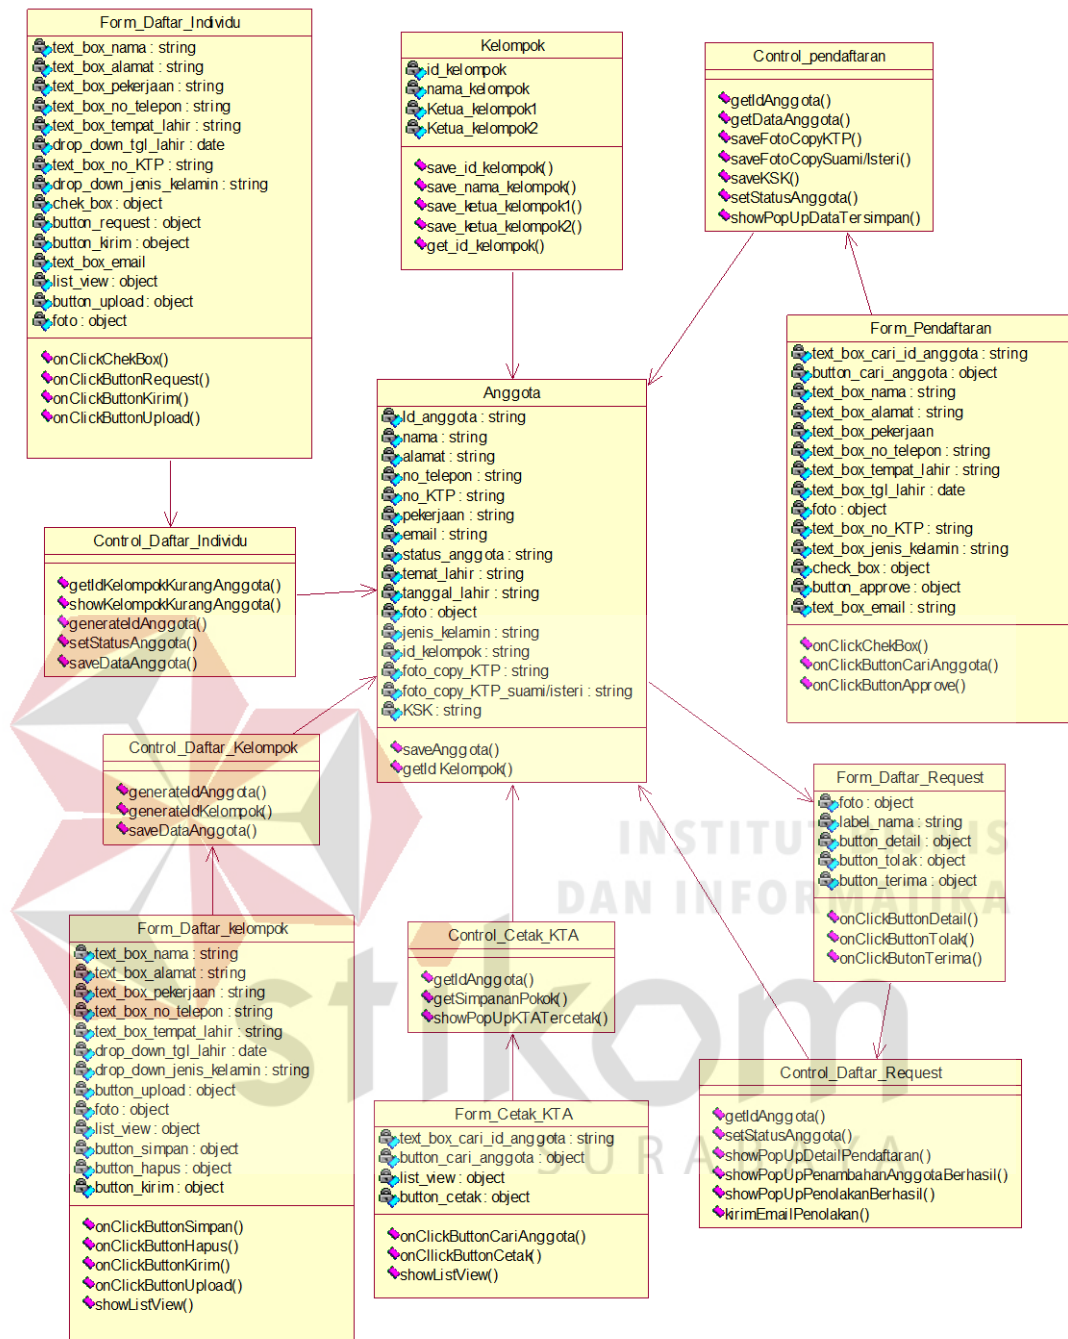 Form_Daftar_Individu
text_box_nama : string
text_box_alamat : string
text_box_pekerjaan : string
text_box_no_telepon : string
text_box_tempat_lahir : string
drop_down_tgl_lahir : date
text_box_no_KTP : string
drop_down_jenis_kelamin : string
chek_box : object
button_request : object
button_kirim : obeject
text_box_email
list_view : object
button_upload : object
foto : object
onClickChekBox()
onClickButtonRequest()
onClickButtonKirim()
onClickButtonUpload()
Kelompok
id_kelompok
nama_kelompok
Ketua_kelompok1
Ketua_kelompok2
save_id_kelompok()
save_nama_kelompok()
save_ketua_kelompok1()
save_ketua_kelompok2()
get_id_kelompok()
Control_pendaftaran
getIdAnggota()
getDataAnggota()
saveFotoCopyKTP()
saveFotoCopySuami/Isteri()
saveKSK()
setStatusAnggota()
showPopUpDataTersimpan()
Form_Pendaftaran
text_box_cari_id_anggota : string
button_cari_anggota : object
text_box_nama : string
text_box_alamat : string
text_box_pekerjaan
text_box_no_telepon : string
text_box_tempat_lahir : string
text_box_tgl_lahir : date
foto : object
text_box_no_KTP : string
text_box_jenis_kelamin : string
check_box : object
button_approve : object
text_box_email : string
onClickChekBox()
onClickButtonCariAnggota()
onClickButtonApprove()
Anggota
Id_anggota : string
nama : string
alamat : string
no_telepon : string
no_KTP : string
pekerjaan : string
email : string
status_anggota : string
temat_lahir : string
tanggal_lahir : string
foto : object
jenis_kelamin : string
id_kelompok : string
foto_copy_KTP : string
foto_copy_KTP_suami/isteri : string
KSK : string
saveAnggota()
getId Kelompok()
Control_Daftar_Individu
getIdKelompokKurangAnggota()
showKelompokKurangAnggota()
generateIdAnggota()
setStatusAnggota()
saveDataAnggota()
Control_Daftar_Kelompok
generateIdAnggota()
generateIdKelompok()
saveDataAnggota()
Form_Daftar_Request
foto : object
label_nama : string
button_detail : object
button_tolak : object
button_terima : object
onClickButtonDetail()
onClickButtonTolak()
onClickButonTerima()
INSTITUT BISNIS
DAN INFORMATIKA
stikom
SURABAYA
Form_Daftar_kelompok
text_box_nama : string
text_box_alamat : string
text_box_pekerjaan : string
text_box_no_telepon : string
text_box_tempat_lahir : string
drop_down_tgl_lahir : date
drop_down_jenis_kelamin : string
button_upload : object
foto : object
list_view : object
button_simpan : object
button_hapus : object
button_kirim : object
onClickButtonSimpan()
onClickButtonHapus()
onClickButtonKirim()
onClickButtonUpload()
showListView()
Control_Cetak_KTA
getIdAnggota()
getSimpananPokok()
showPopUpKTATercetak()
Form_Cetak_KTA
text_box_cari_id_anggota : string
button_cari_anggota : object
list_view : object
button_cetak : object
onClickButtonCariAnggota()
onCllickButtonCetak()
showListView()
Control_Daftar_Request
getIdAnggota()
setStatusAnggota()
showPopUpDetailPendaftaran()
showPopUpPenambahanAnggotaBerhasil()
showPopUpPenolakanBerhasil()
kirimEmailPenolakan()